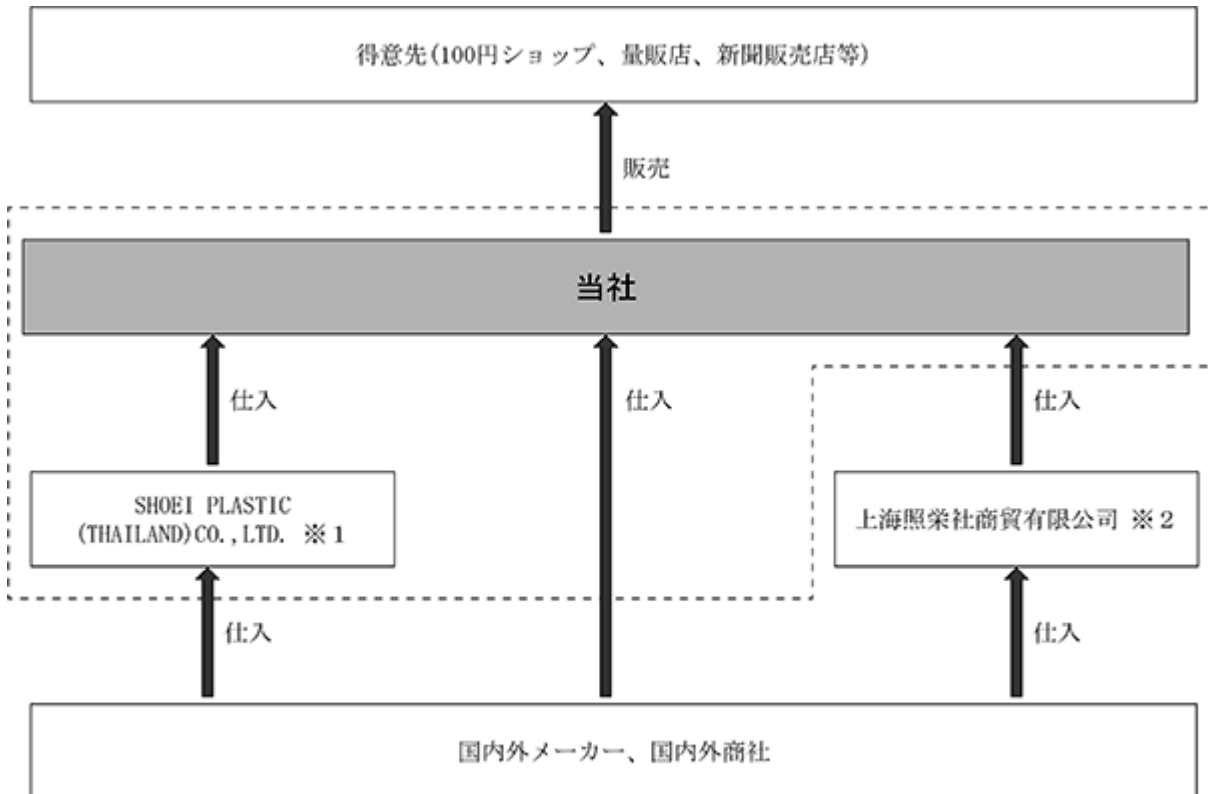 得意先(100円ショップ、量販店、新聞販売店等)
販売
当社
仕入
仕入
仕入
SHOEI PLASTIC
(THAILAND)CO.,LTD. ※1
上海照栄社商貿有限公司 ※2
仕入
仕入
国内外メーカー、国内外商社